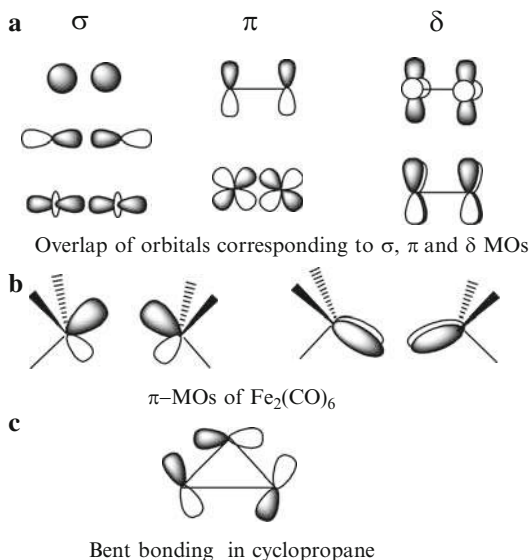 a σ π δ
Overlap of orbitals corresponding to σ, π and δ MOs
b
π–MOs of Fe₂(CO)₆
c
Bent bonding in cyclopropane